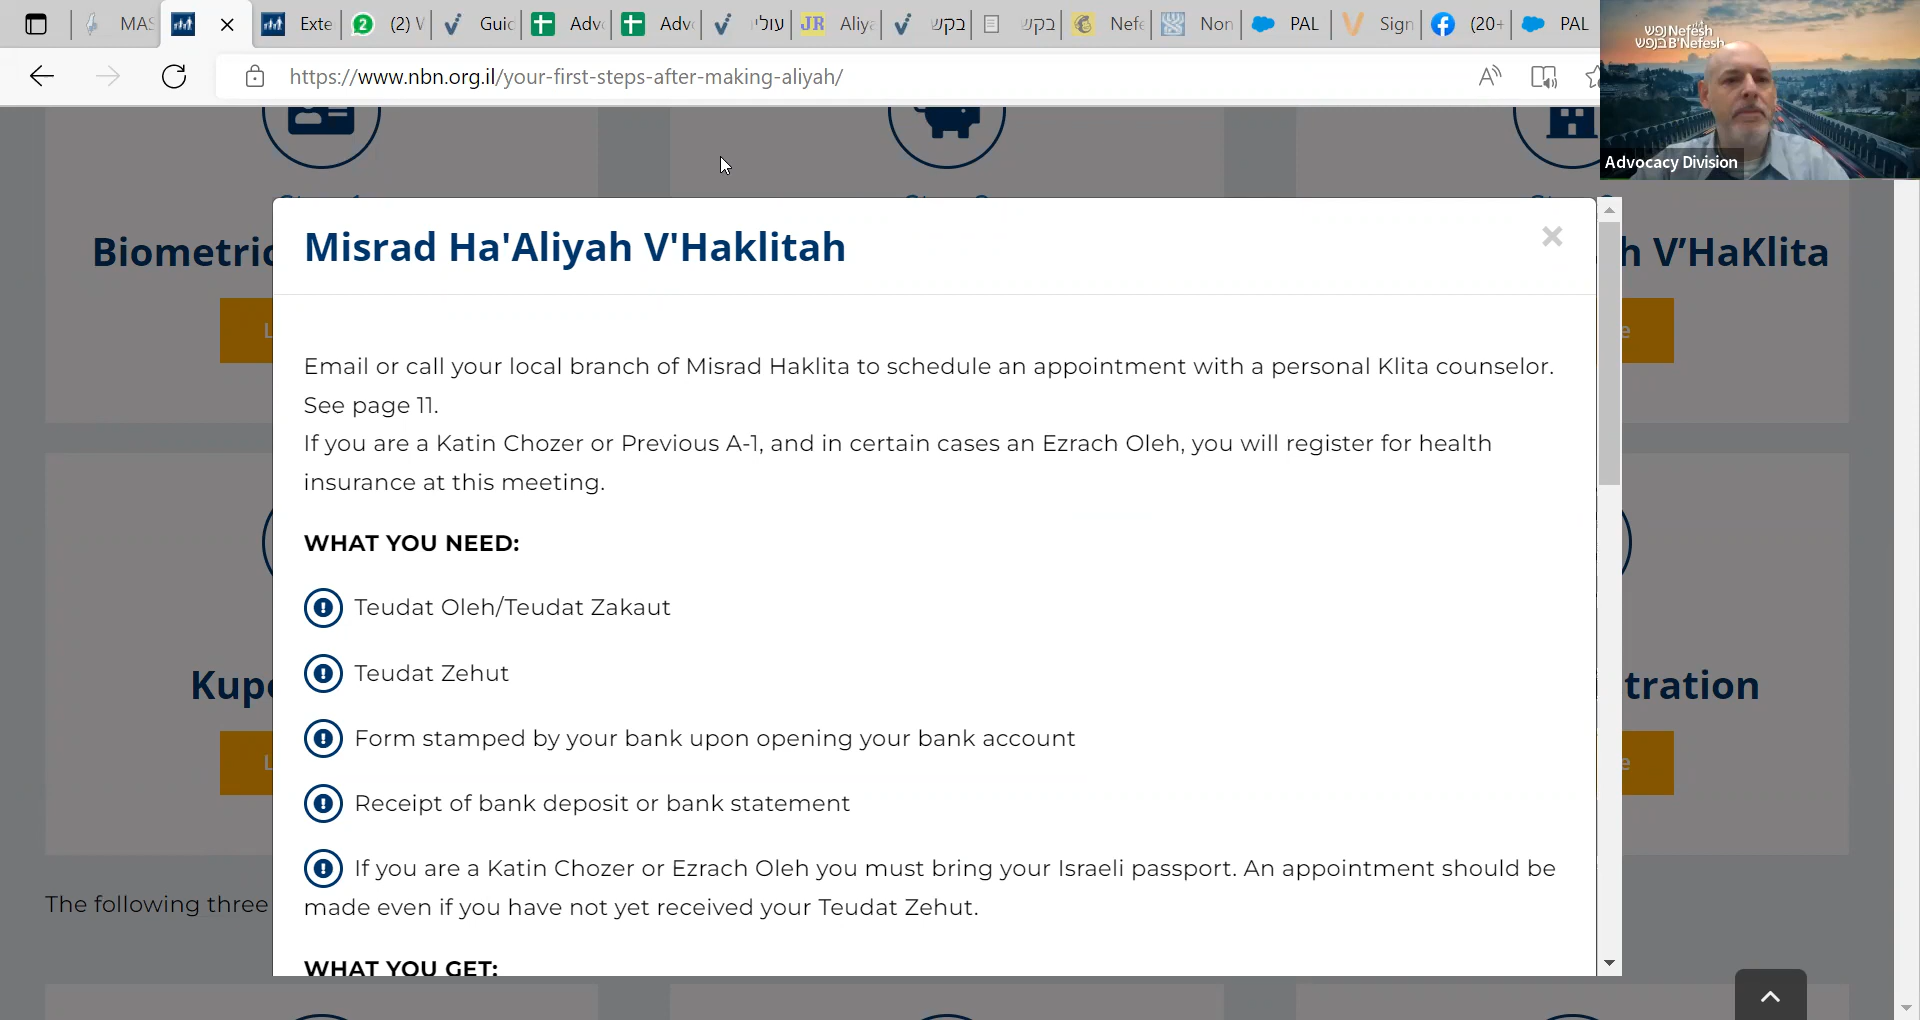 MAS
Exte
(2) V
Guid
Advo
Advo
עולי
JR Aliya
בקש
בקש
Nefe
Non
PAL
Sign
(20+
PAL
https://www.nbn.org.il/your-first-steps-after-making-aliyah/
נפש Nefesh
בנפש B'Nefesh
Advocacy Division
Biometric
h V’HaKlita
Misrad Ha'Aliyah V'Haklitah
Email or call your local branch of Misrad Haklita to schedule an appointment with a personal Klita counselor.
See page 11.
If you are a Katin Chozer or Previous A-1, and in certain cases an Ezrach Oleh, you will register for health
insurance at this meeting.
WHAT YOU NEED:
Teudat Oleh/Teudat Zakaut
Teudat Zehut
Form stamped by your bank upon opening your bank account
Receipt of bank deposit or bank statement
If you are a Katin Chozer or Ezrach Oleh you must bring your Israeli passport. An appointment should be
made even if you have not yet received your Teudat Zehut.
WHAT YOU GET:
Kup
tration
The following three